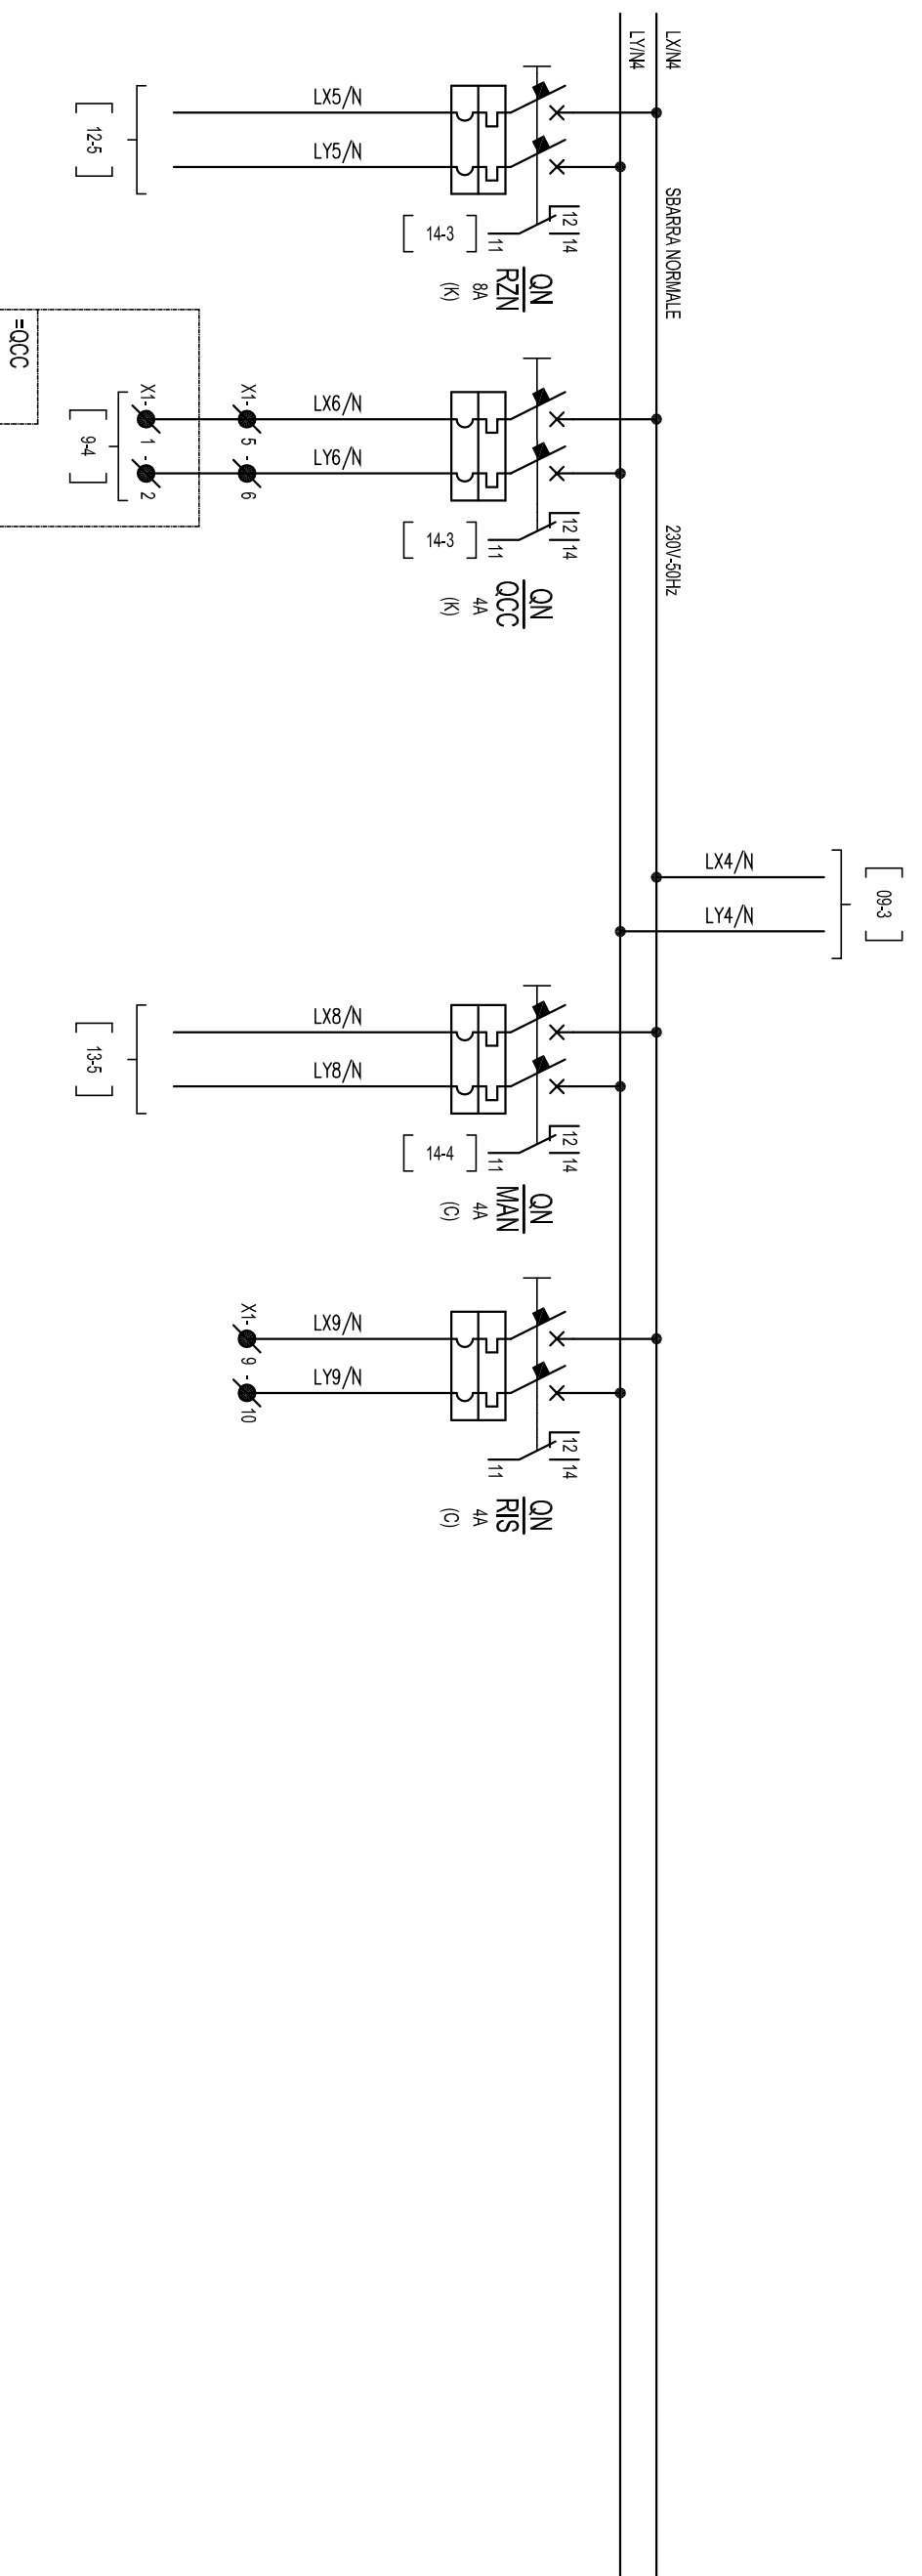 09-3
LX4/N
LY4/N
LX/N4
SBARRA NORMALE
230V-50Hz
LY/N4
12
14
11
14-3
QN
RZN
8A
(K)
LX5/N
LY5/N
12-5
12
14
11
14-3
QN
QCC
4A
(K)
LX6/N
LY6/N
X1-
5
-
6
X1-
1
-
2
9-4
=QCC
12
14
11
14-4
QN
MAN
4A
(C)
LX8/N
LY8/N
13-5
12
14
11
QN
RIS
4A
(C)
LX9/N
LY9/N
X1-
9
-
10